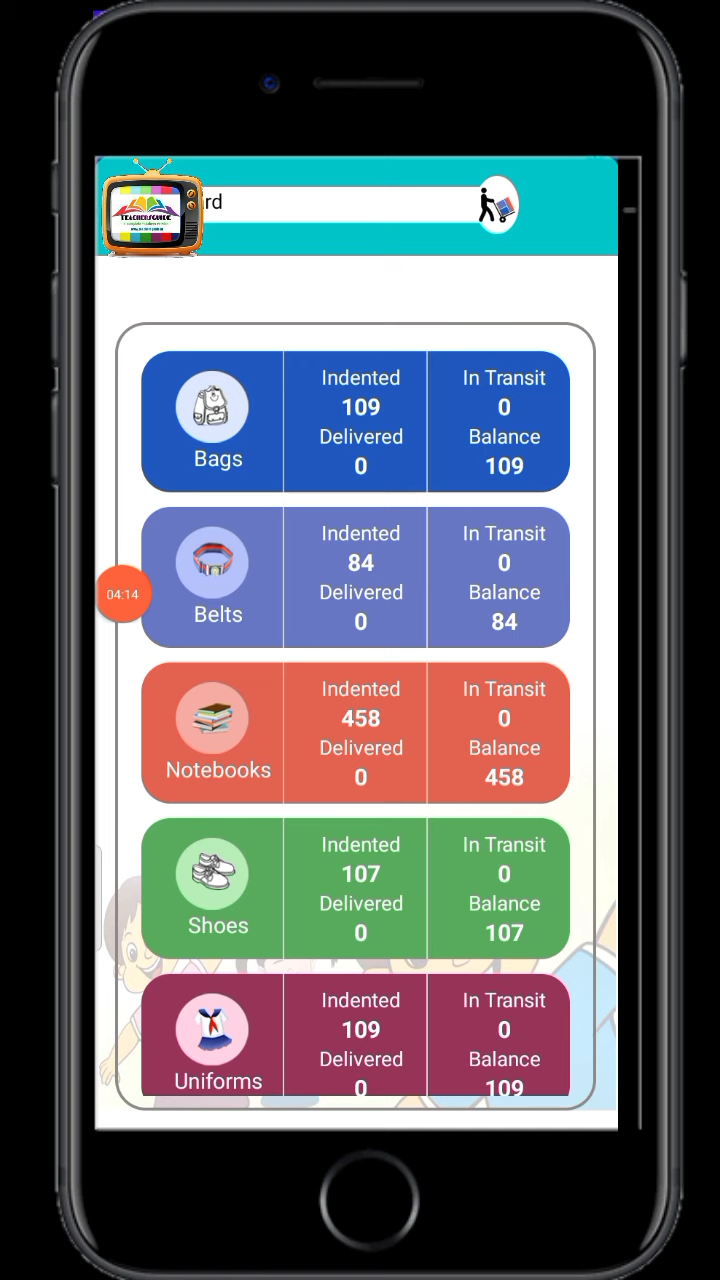 rd
TEACHERSGUIDE
Indented
In Transit
109
0
Delivered
Balance
0
109
Bags
Indented
In Transit
84
0
Delivered
Balance
0
84
Belts
04:14
Indented
In Transit
458
0
Delivered
Balance
0
458
Notebooks
Indented
In Transit
107
0
Delivered
Balance
0
107
Shoes
Indented
In Transit
109
0
Delivered
Balance
0
109
Uniforms